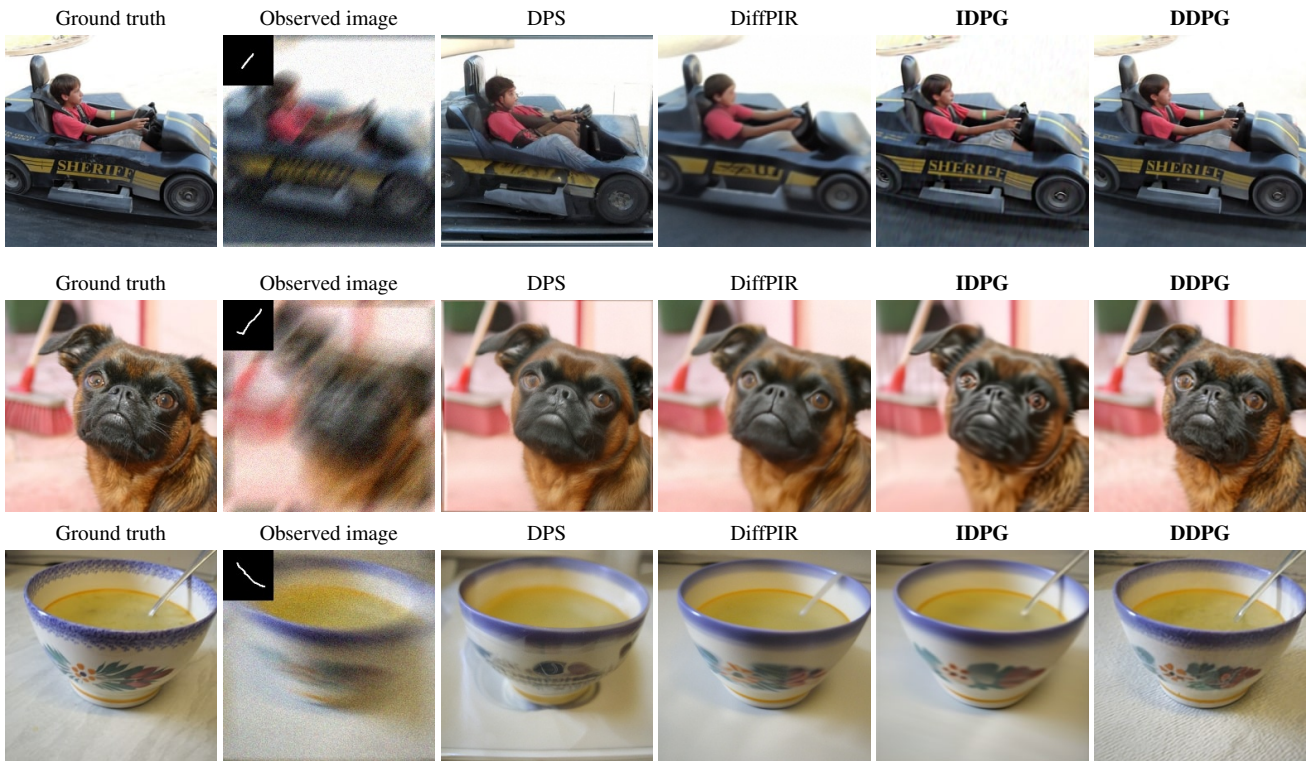 Ground truth Observed image DPS DiffPIR IDPG DDPG
SHERIFF SHERIFF SHERIFF
Ground truth Observed image DPS DiffPIR IDPG DDPG
Ground truth Observed image DPS DiffPIR IDPG DDPG